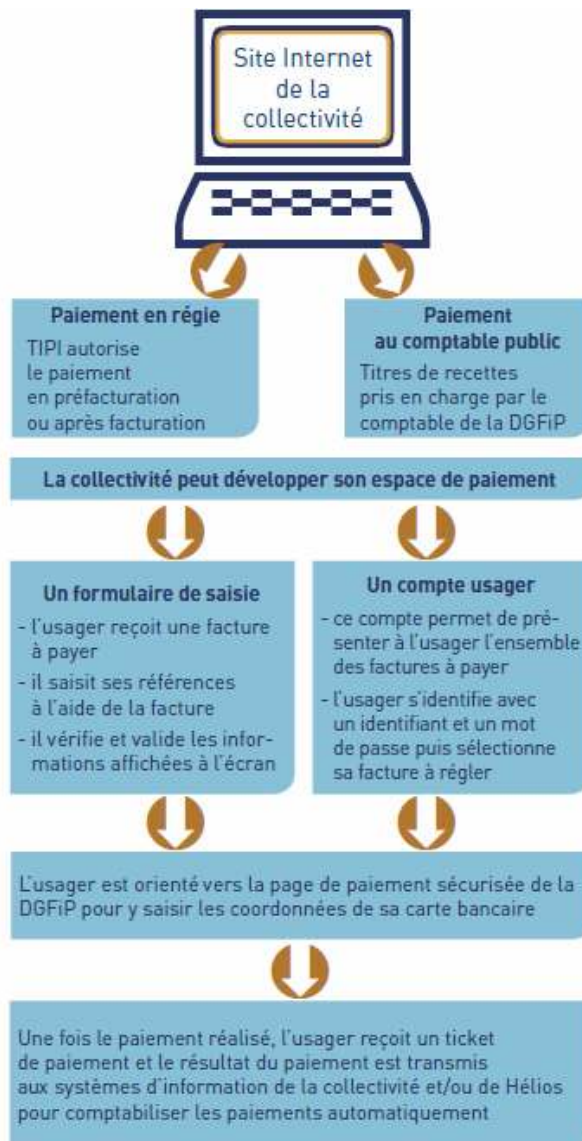 Site Internet
de la
collectivité
Paiement en régie
TIPI autorise
le paiement
en préfacturation
ou après facturation
Paiement
au comptable public
Titres de recettes
pris en charge par le
comptable de la DGFiP
La collectivité peut développer son espace de paiement
Un formulaire de saisie
- l'usager reçoit une facture
à payer
- il saisit ses références
à l'aide de la facture
- il vérifie et valide les infor-
mations affichées à l'écran
Un compte usager
- ce compte permet de pré-
senter à l'usager l'ensemble
des factures à payer
- l'usager s'identifie avec
un identifiant et un mot
de passe puis sélectionne
sa facture à régler
L'usager est orienté vers la page de paiement sécurisée de la
DGFiP pour y saisir les coordonnées de sa carte bancaire
Une fois le paiement réalisé, l'usager reçoit un ticket
de paiement et le résultat du paiement est transmis
aux systèmes d'information de la collectivité et/ou de Hélios
pour comptabiliser les paiements automatiquement